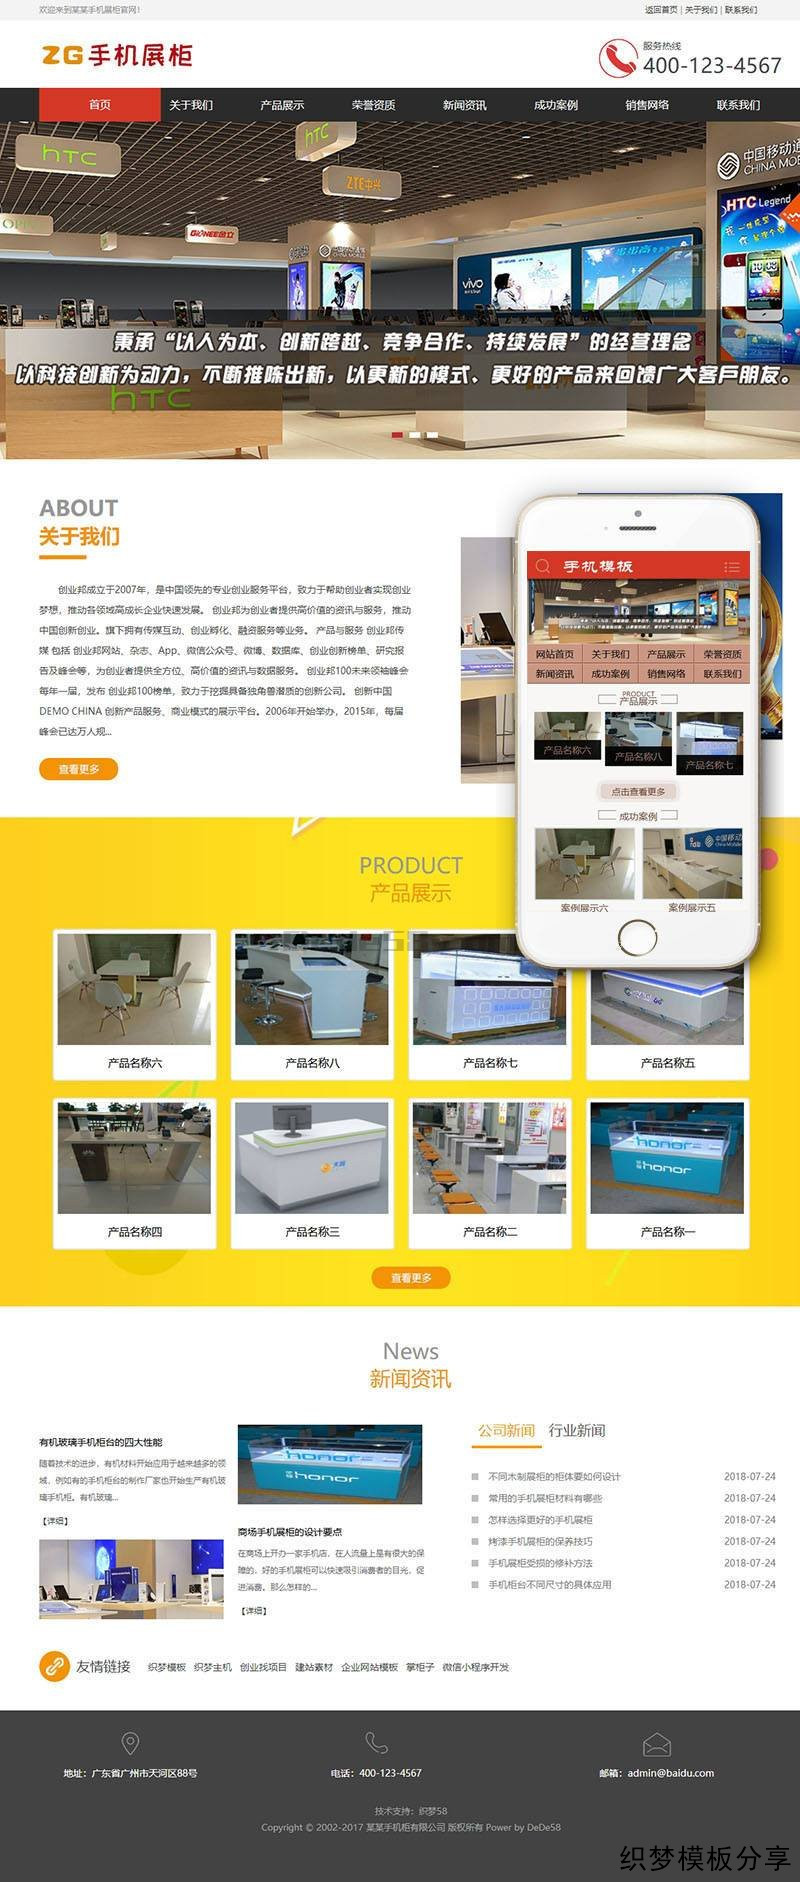 欢迎来到某某手机展柜官网!
返回首页 | 关于我们 | 联系我们
ZG手机展柜
服务热线
400-123-4567
首页 关于我们 产品展示 荣誉资质 新闻资讯 成功案例 销售网络 联系我们
hTC
hTC
ZTE中兴
GIONEE金立
中国移动通
CHINA MOBI
HTC Legend
vivo
秉承“以人为本、创新跨越、竞争合作、持续发展”的经营理念
以科技创新为动力，不断推陈出新，以更新的模式、更好的产品来回馈广大客户朋友。
hTC
ABOUT
关于我们
创业邦成立于2007年，是中国领先的专业创业服务平台，致力于帮助创业者实现创业
梦想，推动各领域高成长企业快速发展。 创业邦为创业者提供高价值的资讯与服务，推动
中国创新创业。旗下拥有传媒互动、创业孵化、融资服务等业务。 产品与服务 创业邦传
媒 包括 创业邦网站、杂志、App、微信公众号、微博、数据库、创业创新榜单、研究报
告及峰会等，为创业者提供全方位、高价值的资讯与数据服务。 创业邦100未来领袖峰会
每年一届，发布 创业邦100榜单，致力于挖掘具备独角兽潜质的创新公司。 创新中国
DEMO CHINA 创新产品服务、商业模式的展示平台。2006年开始举办，2015年，每届
峰会已达万人规...
查看更多
手机模板
网站首页 关于我们 产品展示 荣誉资质
新闻资讯 成功案例 销售网络 联系我们
PRODUCT
产品展示
产品名称六 产品名称八 产品名称七
点击查看更多
成功案例
案例展示六 案例展示五
PRODUCT
产品展示
产品名称六 产品名称八 产品名称七 产品名称五
honor
honor
产品名称四 产品名称三 产品名称二 产品名称一
查看更多
News
新闻资讯
有机玻璃手机柜台的四大性能
随着技术的进步，有机材料开始应用于越来越多的领
域，例如有的手机柜台的制作厂家也开始生产有机玻
璃手机柜。有机玻璃...
【详细】
honor
商场手机展柜的设计要点
在商场上开办一家手机店，在人流量上是有很大的保
障的，好的手机展柜可以快速吸引消费者的目光，促
进消费。那么怎样的...
【详细】
公司新闻 行业新闻
不同木制展柜的柜体要如何设计 2018-07-24
常用的手机展柜材料有哪些 2018-07-24
怎样选择更好的手机展柜 2018-07-24
烤漆手机展柜的保养技巧 2018-07-24
手机展柜受损的修补方法 2018-07-24
手机柜台不同尺寸的具体应用 2018-07-24
友情链接 织梦模板 织梦主机 创业找项目 建站素材 企业网站模板 掌柜子 微信小程序开发
地址：广东省广州市天河区88号
电话：400-123-4567
邮箱：admin@baidu.com
技术支持：织梦58
Copyright © 2002-2017 某某手机柜有限公司 版权所有 Power by DeDe58
织梦模板分享